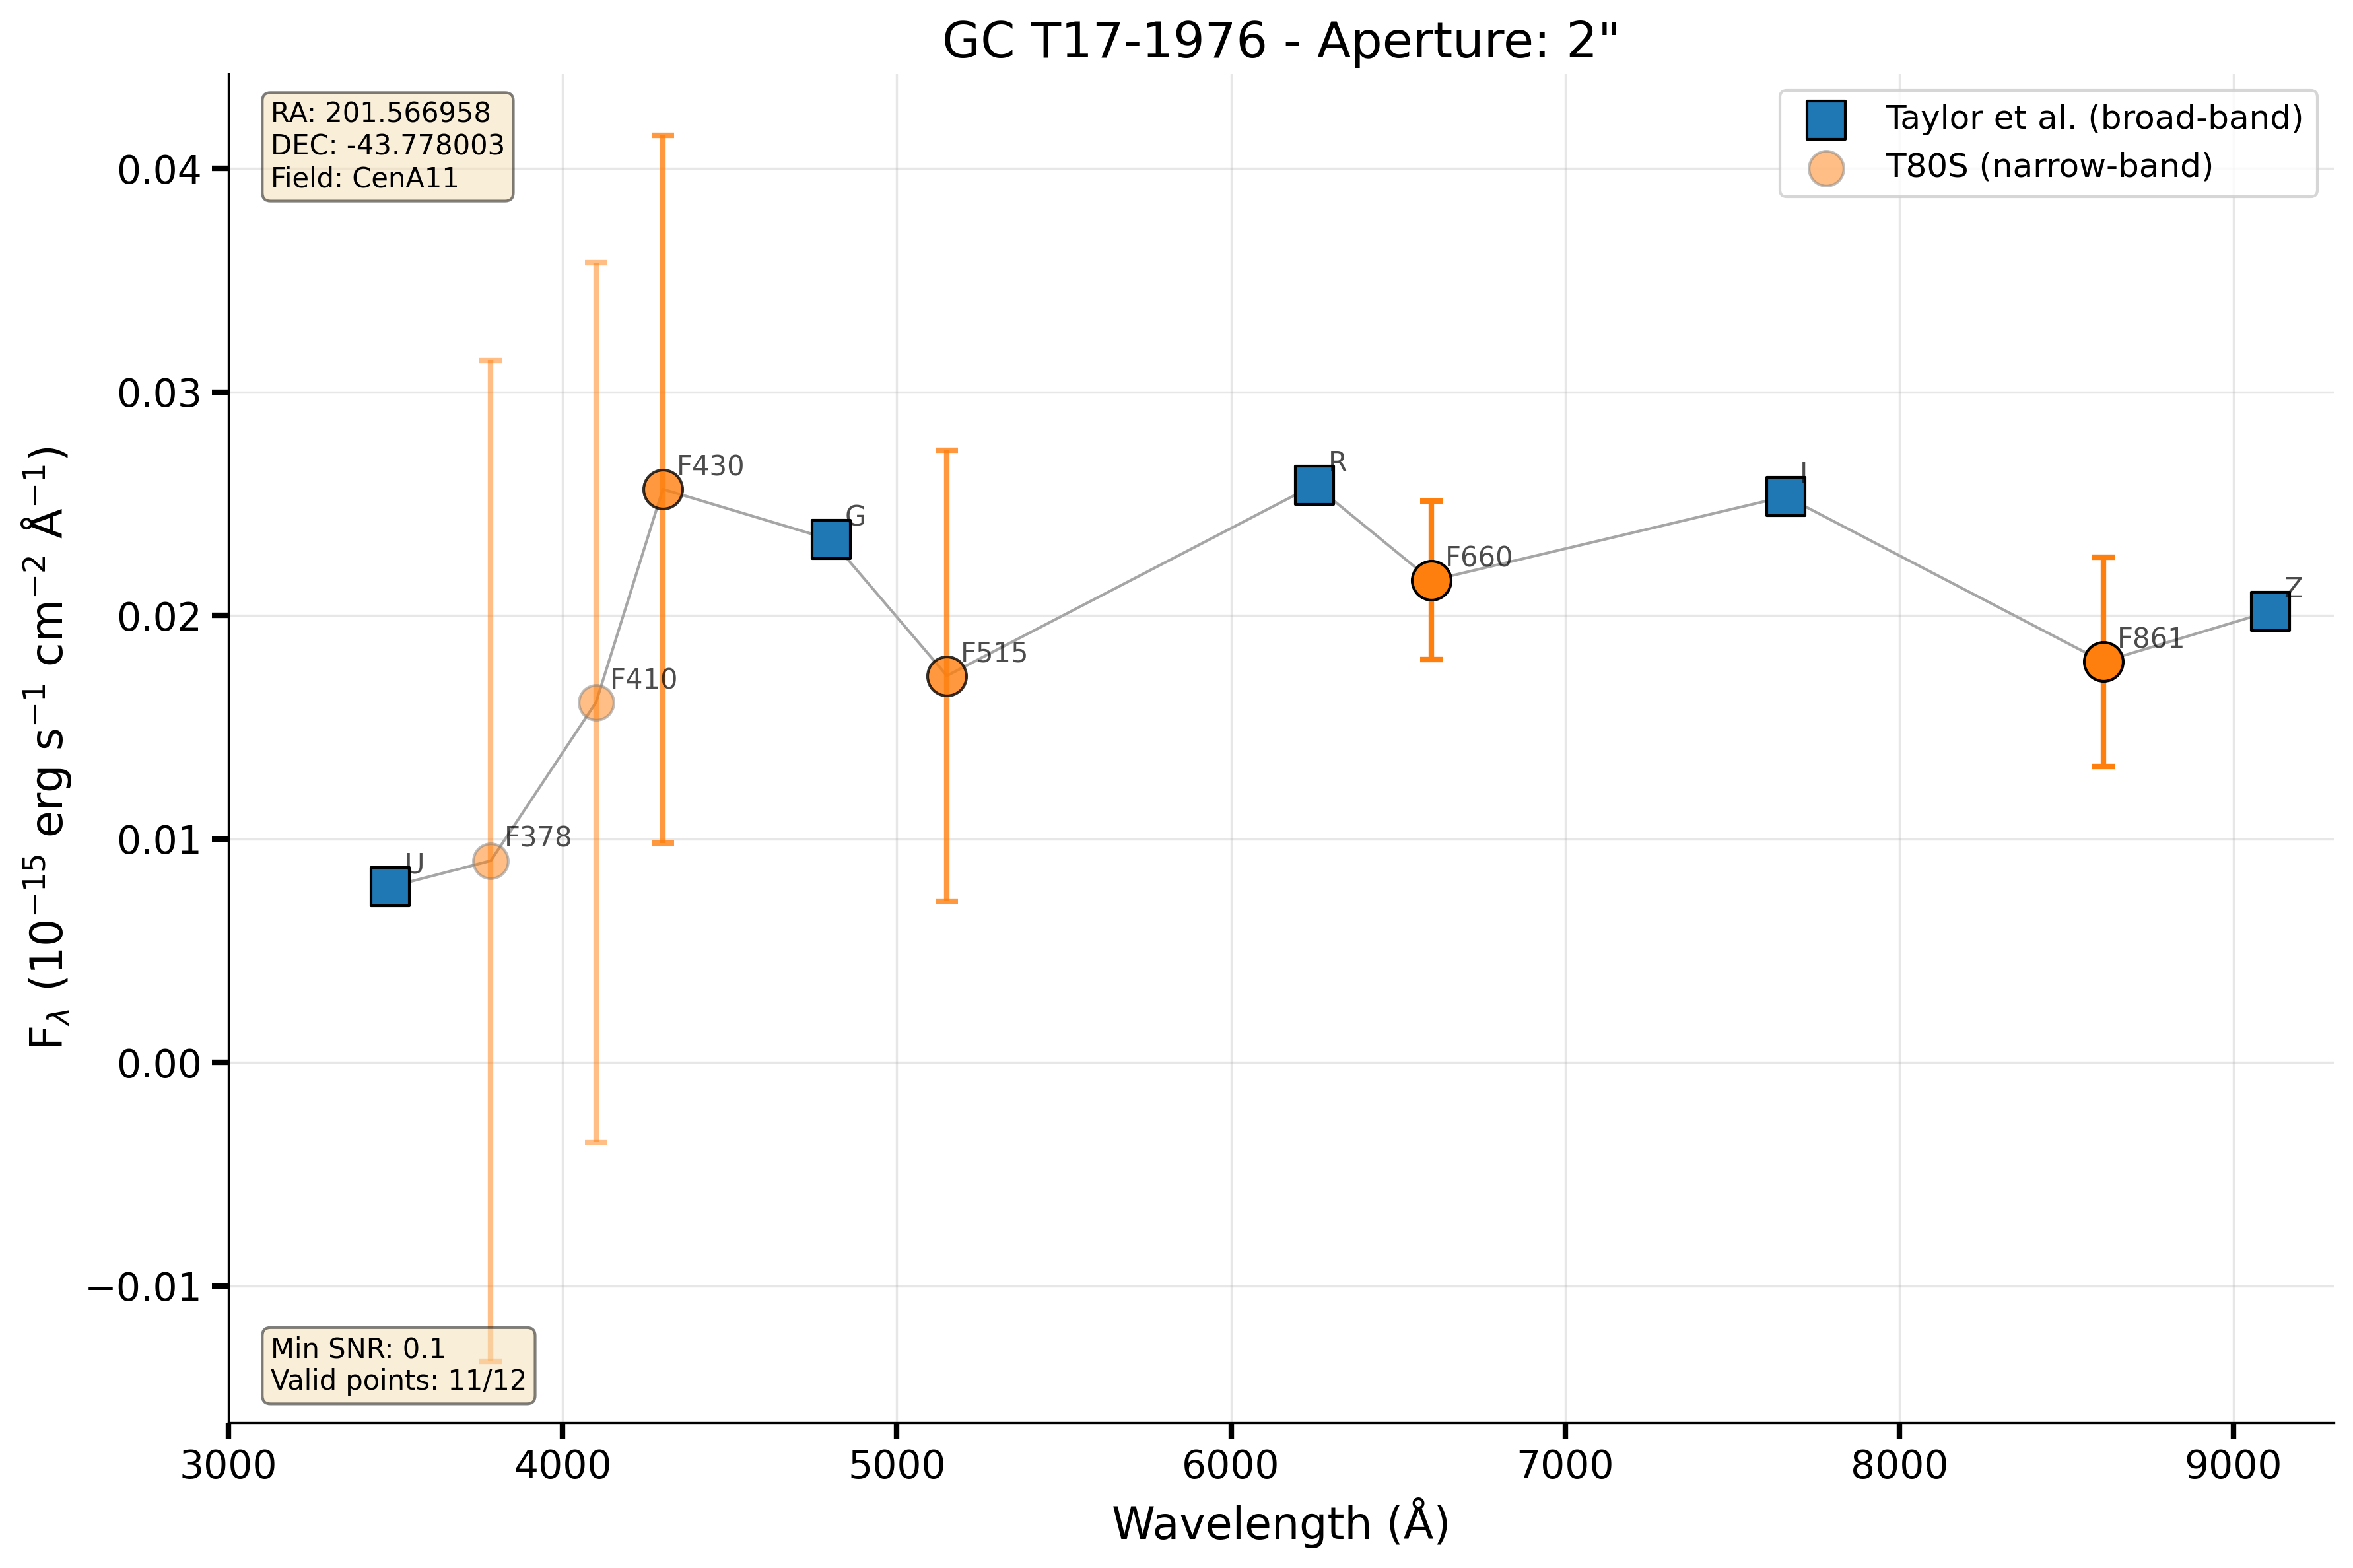 GC T17-1976 - Aperture: 2"
RA: 201.566958
DEC: -43.778003
Field: CenA11
Taylor et al. (broad-band)
T80S (narrow-band)
F$_{\lambda}$ (10$^{-15}$ erg s$^{-1}$ cm$^{-2}$ Å$^{-1}$)
0.04
0.03
0.02
0.01
0.00
−0.01
U
F378
F410
F430
G
F515
R
F660
I
F861
Z
Min SNR: 0.1
Valid points: 11/12
3000 4000 5000 6000 7000 8000 9000
Wavelength (Å)